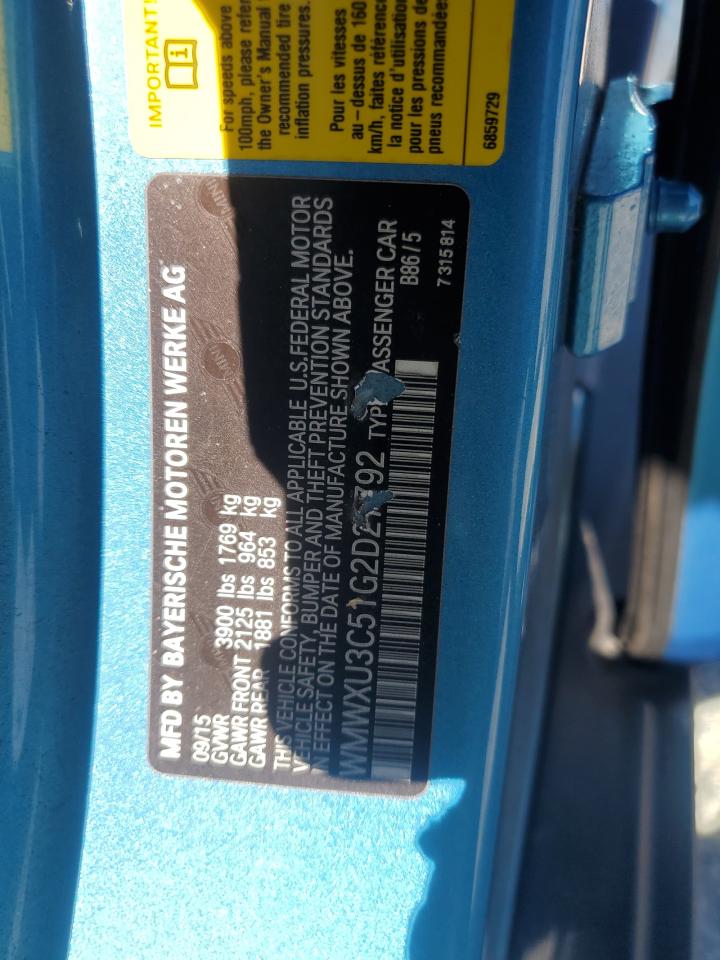 IMPORTANT!
For speeds above
100mph, please refer
the Owner's Manual
recommended tire
inflation pressures.
Pour les vitesses
au-dessus de 160
km/h, faites référence
la notice d'utilisation
pour les pressions de
pneus recommandées
6859729
MFD BY BAYERISCHE MOTOREN WERKE AG
09/15
GVWR 3900 lbs 1769 kg
GAWR FRONT 2125 lbs 964 kg
GAWR REAR 1881 lbs 853 kg
THIS VEHICLE CONFORMS TO ALL APPLICABLE U.S.FEDERAL MOTOR
VEHICLE SAFETY, BUMPER AND THEFT PREVENTION STANDARDS
EFFECT ON THE DATE OF MANUFACTURE SHOWN ABOVE.
TYPE PASSENGER CAR
B86/5
7315814
MINI
MINI